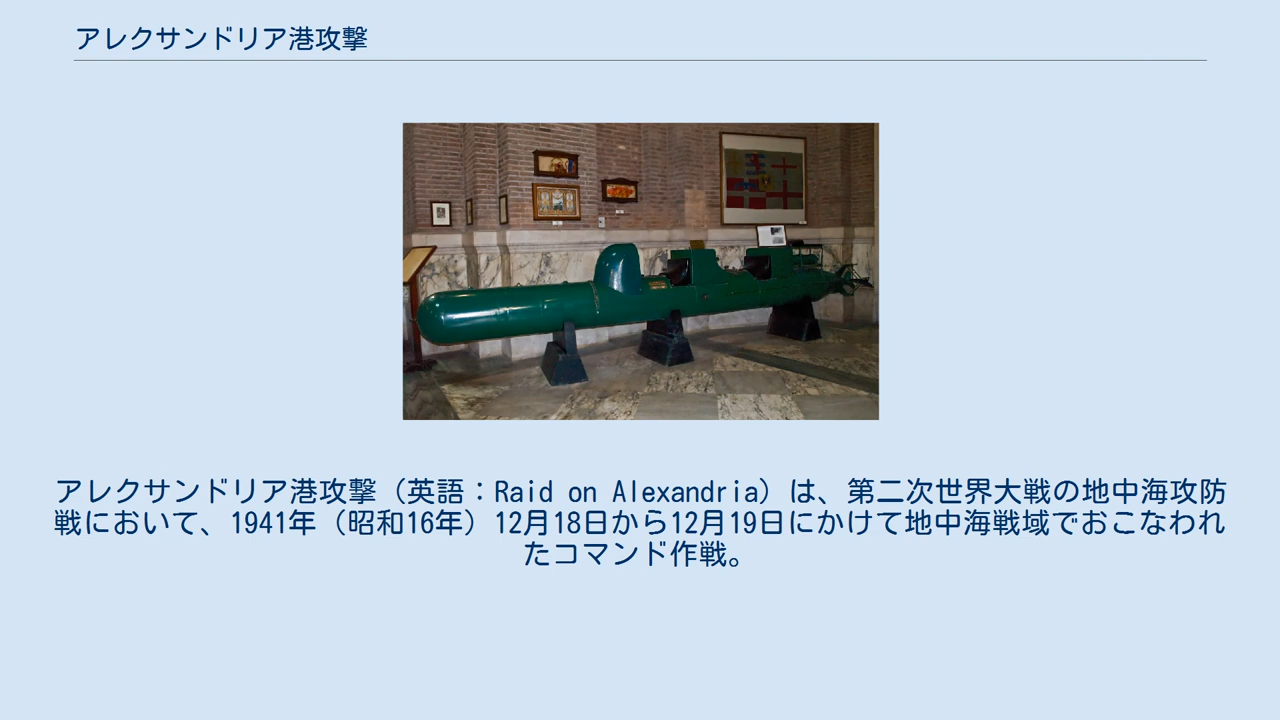 アレクサンドリア港攻撃
アレクサンドリア港攻撃（英語：Raid on Alexandria）は、第二次世界大戦の地中海攻防
戦において、1941年（昭和16年）12月18日から12月19日にかけて地中海戦域でおこなわれ
たコマンド作戦。